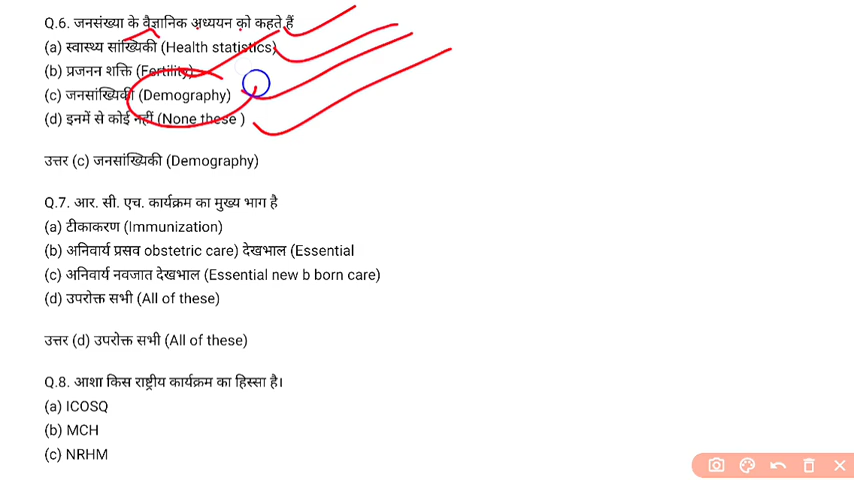 Q.6. जनसंख्या के वैज्ञानिक अध्ययन को कहते हैं
(a) स्वास्थ्य सांख्यिकी (Health statistics)
(b) प्रजनन शक्ति (Fertility)
(c) जनसांख्यिकी (Demography)
(d) इनमें से कोई नहीं (None these )
उत्तर (c) जनसांख्यिकी (Demography)
Q.7. आर. सी. एच. कार्यक्रम का मुख्य भाग है
(a) टीकाकरण (Immunization)
(b) अनिवार्य प्रसव obstetric care) देखभाल (Essential
(c) अनिवार्य नवजात देखभाल (Essential new b born care)
(d) उपरोक्त सभी (All of these)
उत्तर (d) उपरोक्त सभी (All of these)
Q.8. आशा किस राष्ट्रीय कार्यक्रम का हिस्सा है।
(a) ICOSQ
(b) MCH
(c) NRHM